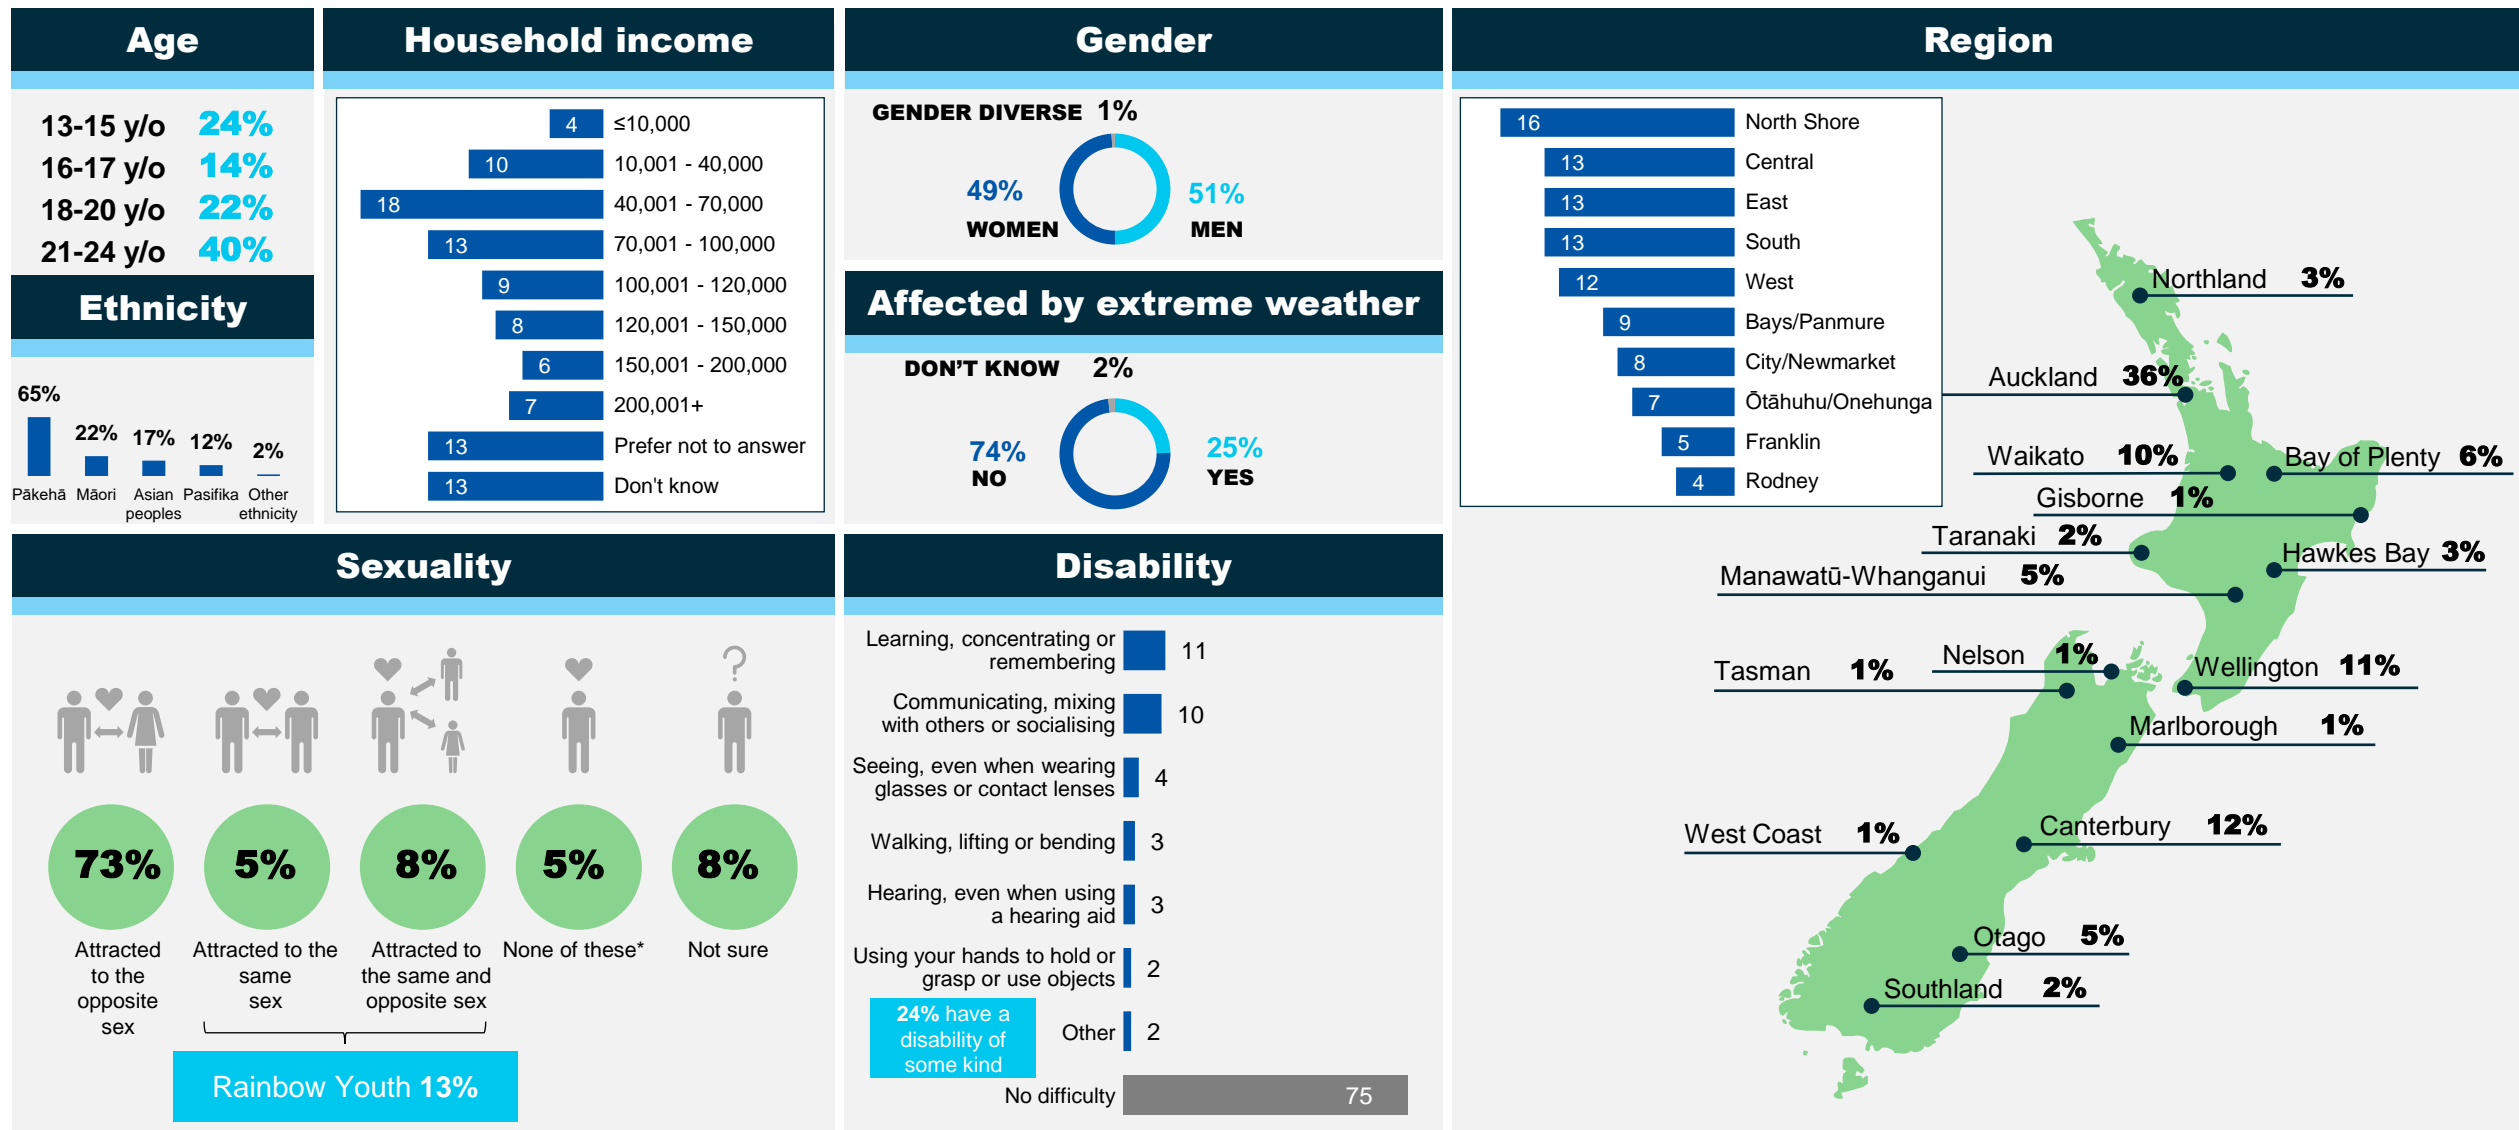 Age
13-15 y/o 24%
16-17 y/o 14%
18-20 y/o 22%
21-24 y/o 40%
Ethnicity
65%
22%
17%
12%
2%
Pākehā
Māori
Asian
peoples
Pasifika
Other
ethnicity
Household income
4 ≤10,000
10 10,001 - 40,000
18 40,001 - 70,000
13 70,001 - 100,000
9 100,001 - 120,000
8 120,001 - 150,000
6 150,001 - 200,000
7 200,001+
13 Prefer not to answer
13 Don't know
Gender
GENDER DIVERSE 1%
49%
WOMEN
51%
MEN
Affected by extreme weather
DON'T KNOW 2%
74%
NO
25%
YES
Region
16 North Shore
13 Central
13 East
13 South
12 West
9 Bays/Panmure
8 City/Newmarket
7 Ōtāhuhu/Onehunga
5 Franklin
4 Rodney
Northland 3%
Auckland 36%
Waikato 10%
Bay of Plenty 6%
Gisborne 1%
Taranaki 2%
Hawkes Bay 3%
Manawatū-Whanganui 5%
Nelson 1%
Tasman 1%
Wellington 11%
Marlborough 1%
West Coast 1%
Canterbury 12%
Otago 5%
Southland 2%
Sexuality
?
73%
5%
8%
5%
8%
Attracted
to the
opposite
sex
Attracted to the
same
sex
Attracted to
the same and
opposite sex
None of these*
Not sure
Rainbow Youth 13%
Disability
Learning, concentrating or
remembering
11
Communicating, mixing
with others or socialising
10
Seeing, even when wearing
glasses or contact lenses
4
Walking, lifting or bending 3
Hearing, even when using
a hearing aid
3
Using your hands to hold or
grasp or use objects
2
Other 2
24% have a
disability of
some kind
No difficulty 75